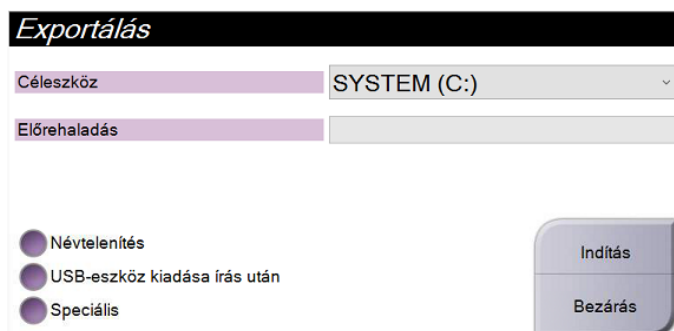 Exportálás
Céleszköz SYSTEM (C:)
Előrehaladás
Névtelenítés
USB-eszköz kiadása írás után
Speciális
Indítás
Bezárás